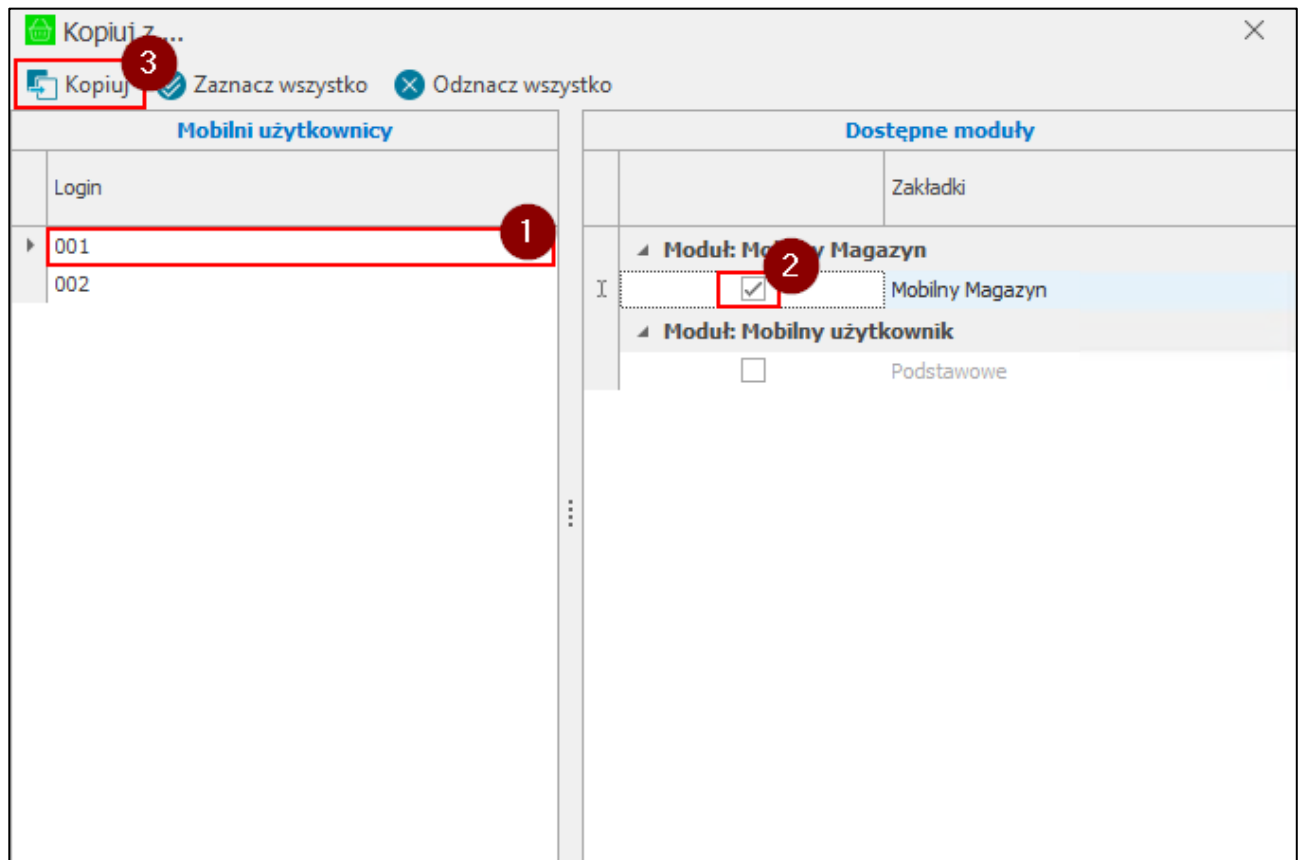 Kopiuj z ...
3
Kopiuj Zaznacz wszystko Odznacz wszystko
Mobilni użytkownicy
Dostępne moduły
Login
Zakładki
001
1
002
Moduł: Mobilny Magazyn
2
Mobilny Magazyn
Moduł: Mobilny użytkownik
Podstawowe